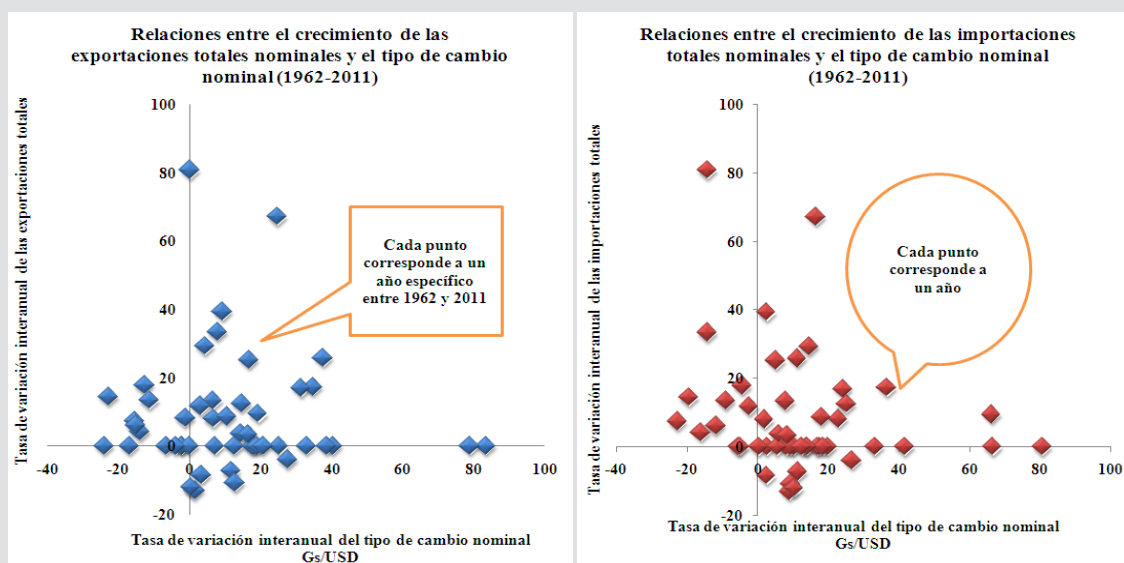 Relaciones entre el crecimiento de las
exportaciones totales nominales y el tipo de cambio
nominal (1962-2011)
Tasa de variación interanual de las exportaciones totales
100
80
60
40
20
0
-20
-40
-20
0
20
40
60
80
100
Cada punto
corresponde a un
año específico
entre 1962 y 2011
Tasa de variación interanual del tipo de cambio nominal
Gs/USD
Relaciones entre el crecimiento de las importaciones
totales nominales y el tipo de cambio nominal
(1962-2011)
Tasa de variación interanual de las importaciones totales
100
80
60
40
20
0
-20
-40
-20
0
20
40
60
80
100
Cada punto
corresponde a
un año
Tasa de variación interanual del tipo de cambio nominal
Gs/USD